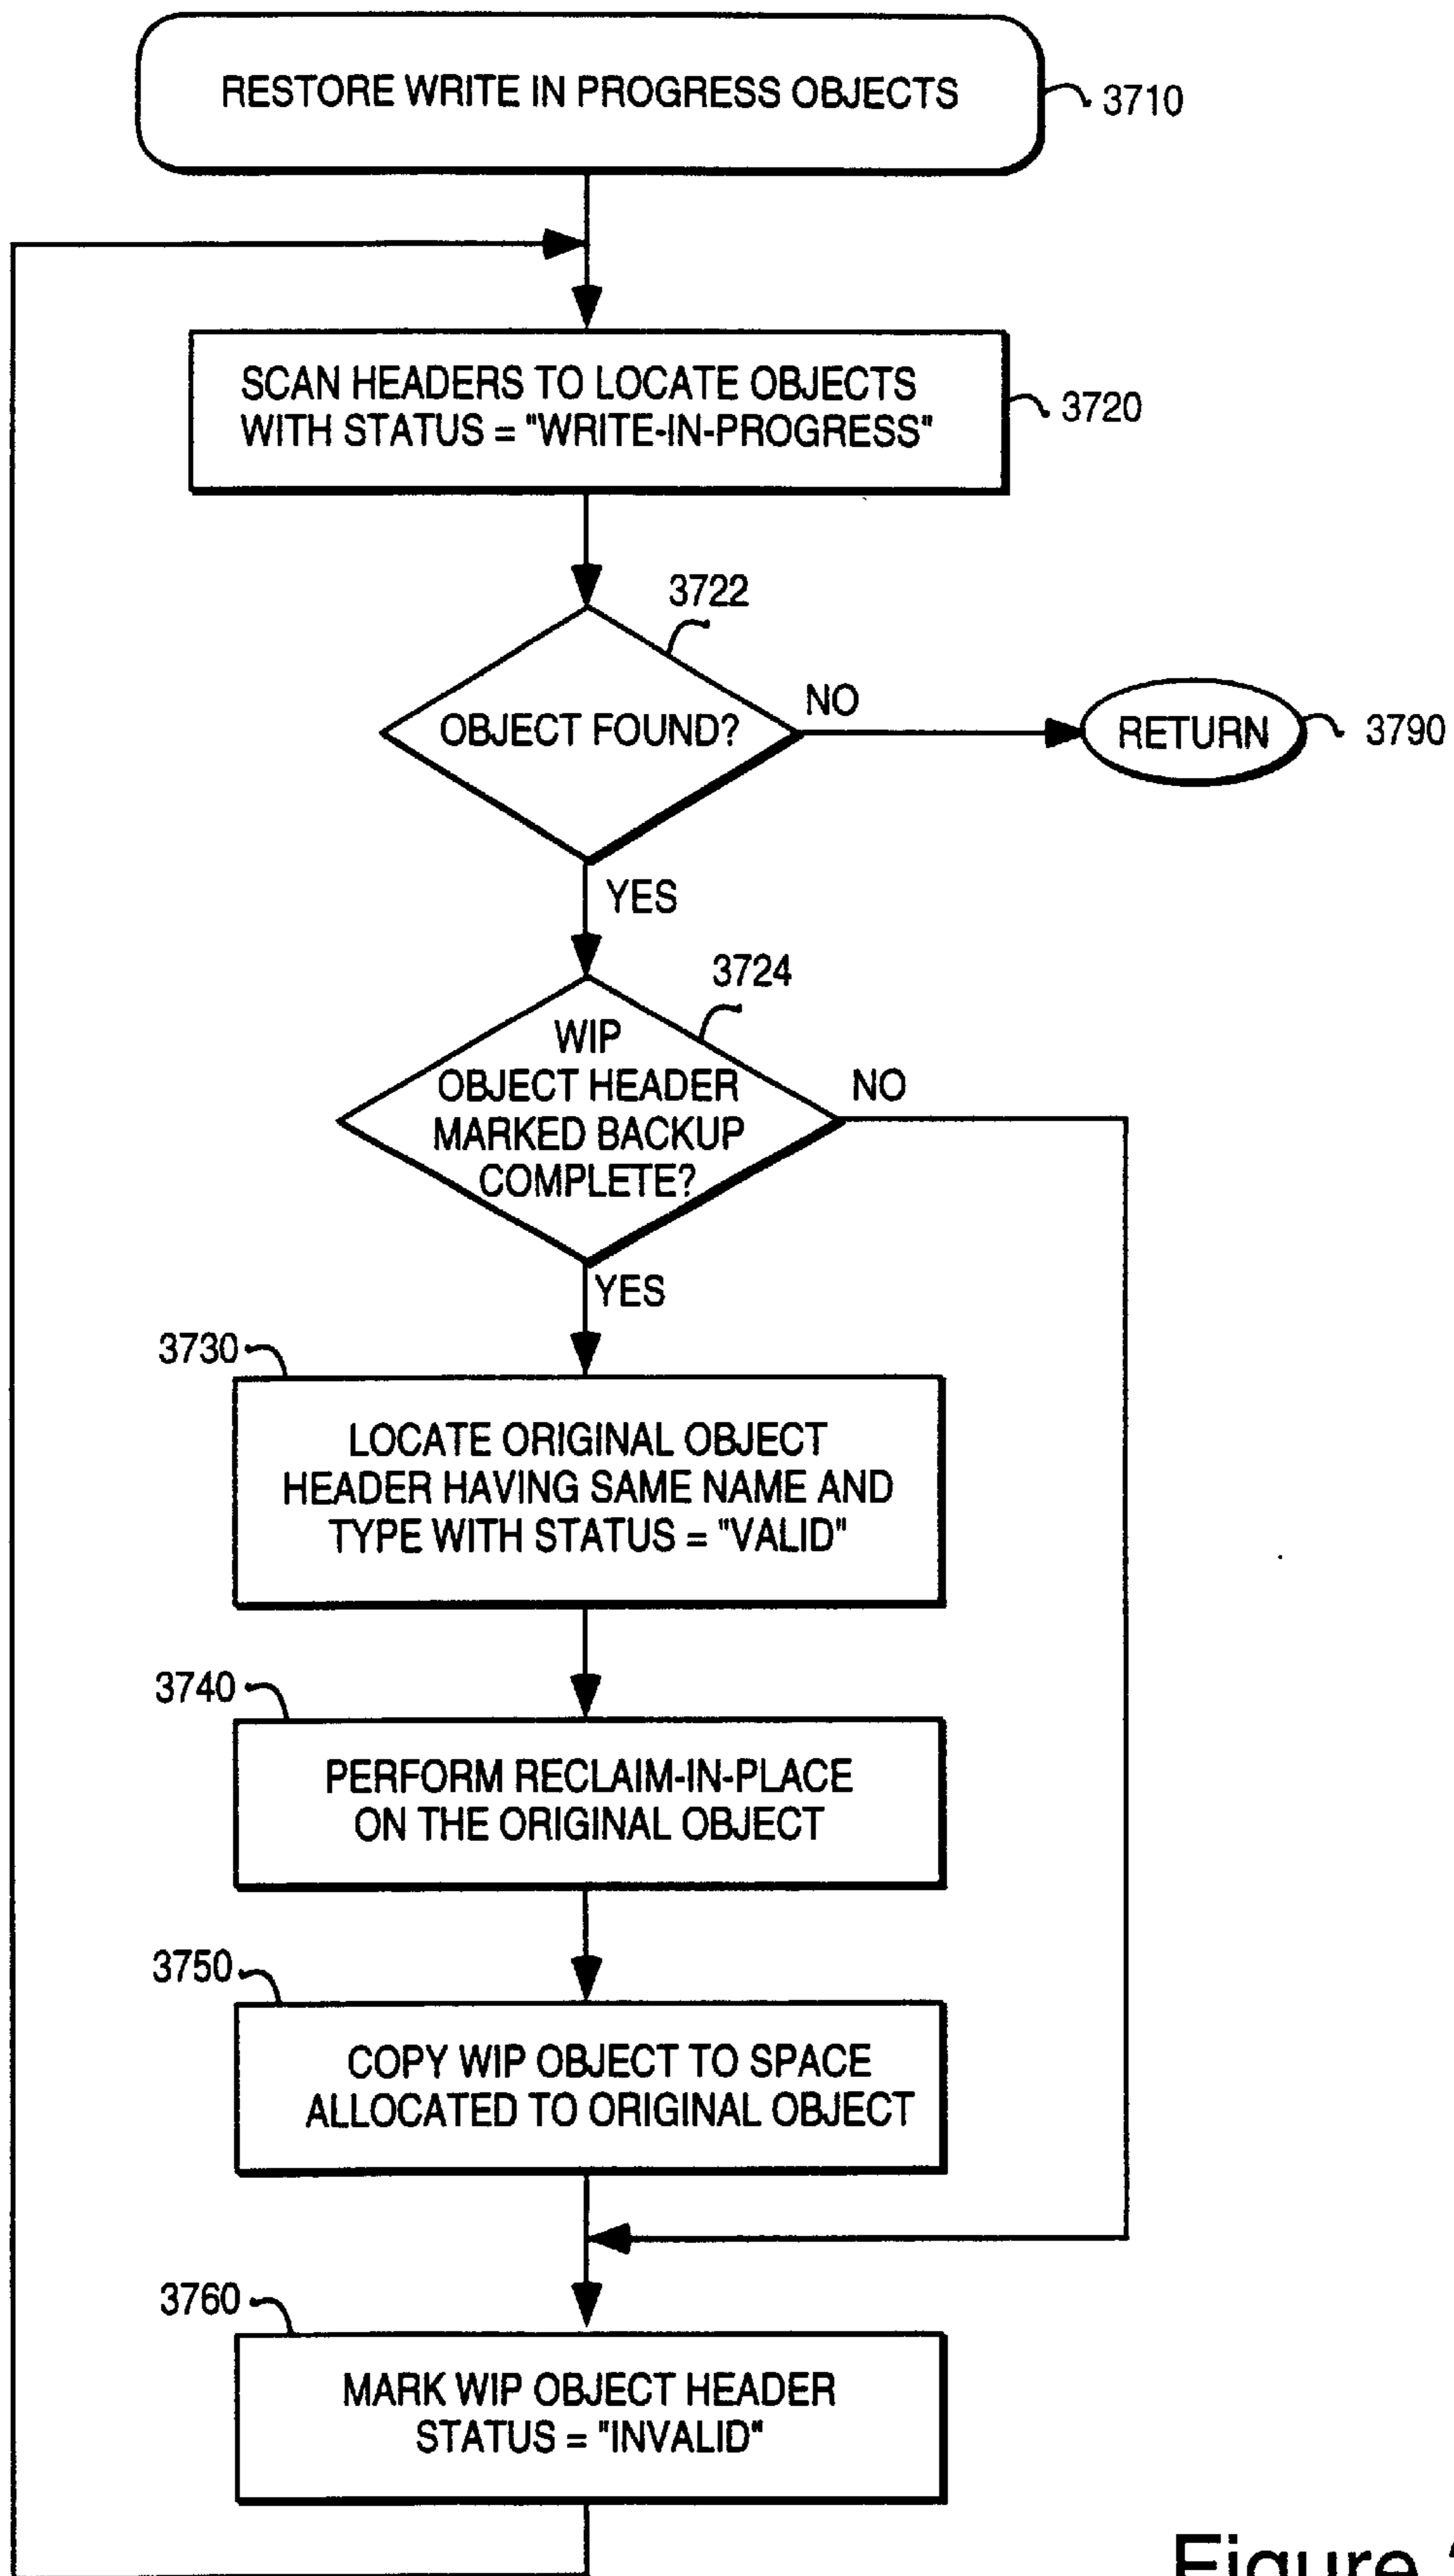 RESTORE WRITE IN PROGRESS OBJECTS
3710
SCAN HEADERS TO LOCATE OBJECTS
WITH STATUS = "WRITE-IN-PROGRESS"
3720
3722
OBJECT FOUND?
NO
RETURN
3790
YES
3724
WIP
OBJECT HEADER
MARKED BACKUP
COMPLETE?
NO
YES
3730
LOCATE ORIGINAL OBJECT
HEADER HAVING SAME NAME AND
TYPE WITH STATUS = "VALID"
3740
PERFORM RECLAIM-IN-PLACE
ON THE ORIGINAL OBJECT
3750
COPY WIP OBJECT TO SPACE
ALLOCATED TO ORIGINAL OBJECT
3760
MARK WIP OBJECT HEADER
STATUS = "INVALID"
Figure